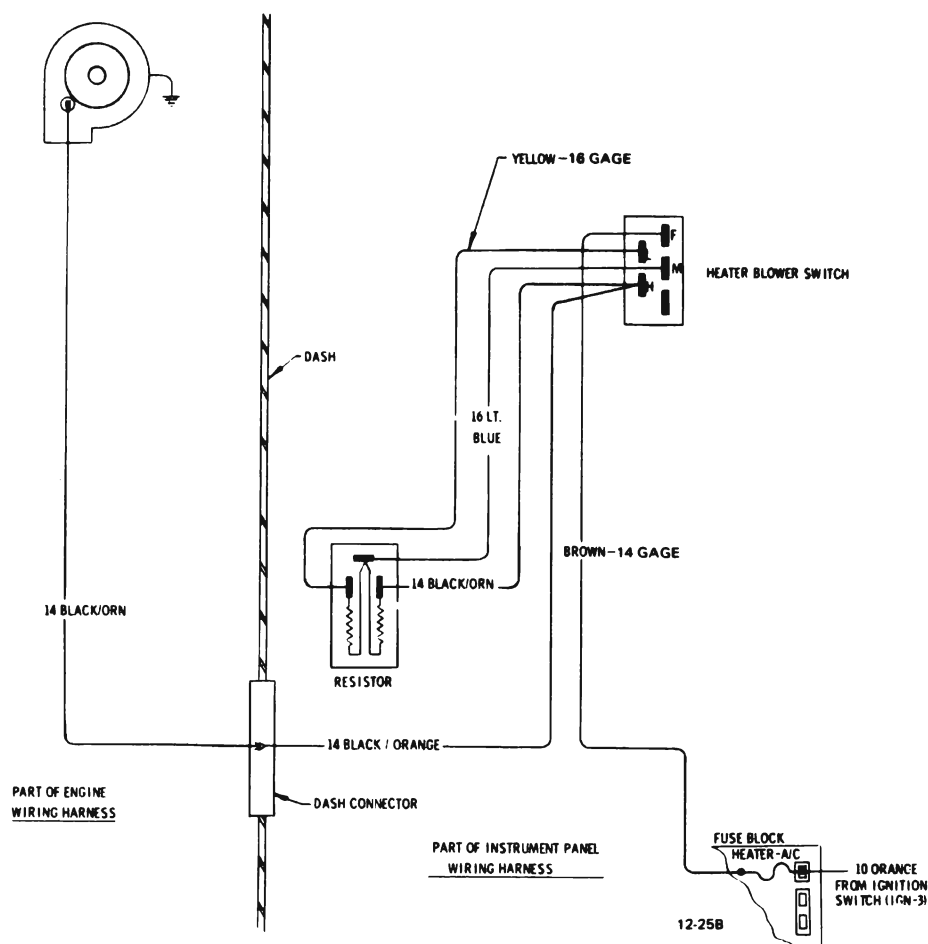 YELLOW-16 GAGE
F
L
M
H
HEATER BLOWER SWITCH
DASH
16 LT.
BLUE
BROWN-14 GAGE
14 BLACK/ORN
14 BLACK/ORN
RESISTOR
14 BLACK / ORANGE
PART OF ENGINE
WIRING HARNESS
DASH CONNECTOR
PART OF INSTRUMENT PANEL
WIRING HARNESS
FUSE BLOCK
HEATER-A/C
10 ORANCE
FROM IGNITION
SWITCH (IGN-3)
12-25B